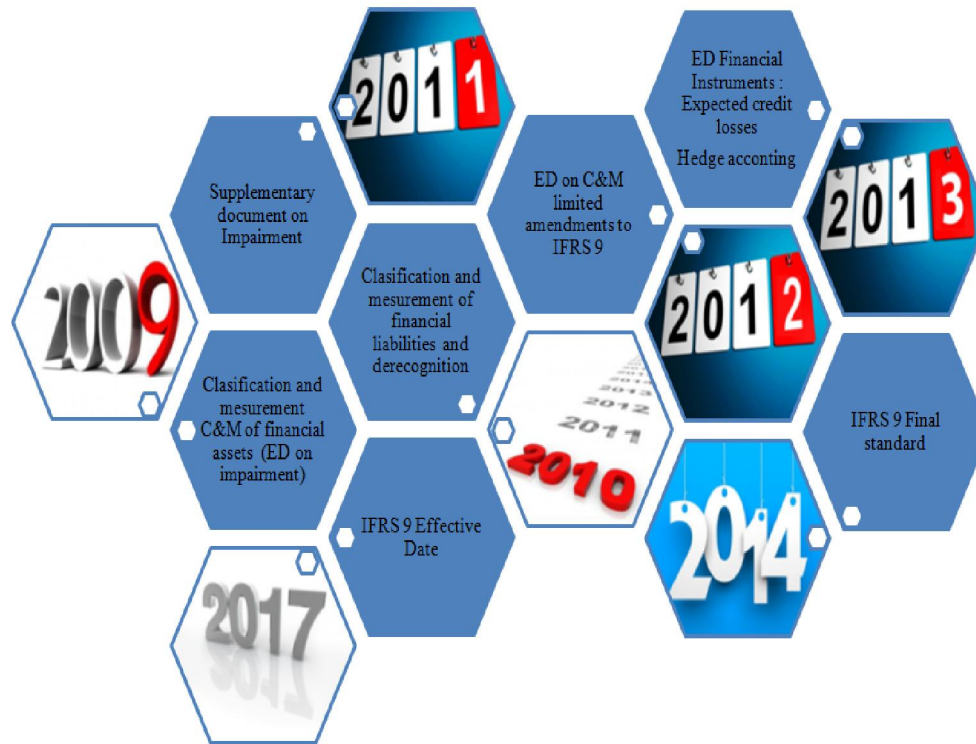 2011
ED Financial
Instruments :
Expected credit
losses
Hedge acconting
Supplementary
document on
Impairment
ED on C&M
limited
amendments to
IFRS 9
2013
2009
Clasification and
mesurement of
financial
liabilities and
derecognition
2012
Clasification and
mesurement
C&M of financial
assets (ED on
impairment)
2013
2012
2011
2010
IFRS 9 Final
standard
IFRS 9 Effective
Date
2014
2017